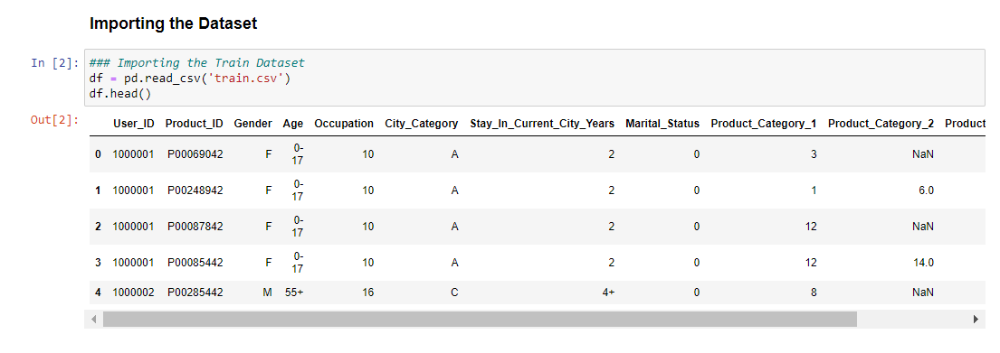 Importing the Dataset
In [2]: ### Importing the Train Dataset
df = pd.read_csv('train.csv')
df.head()
Out[2]:
User_ID Product_ID Gender Age Occupation City_Category Stay_In_Current_City_Years Marital_Status Product_Category_1 Product_Category_2 Product
0 1000001 P00069042 F 0-17 10 A 2 0 3 NaN
1 1000001 P00248942 F 0-17 10 A 2 0 1 6.0
2 1000001 P00087842 F 0-17 10 A 2 0 12 NaN
3 1000001 P00085442 F 0-17 10 A 2 0 12 14.0
4 1000002 P00285442 M 55+ 16 C 4+ 0 8 NaN